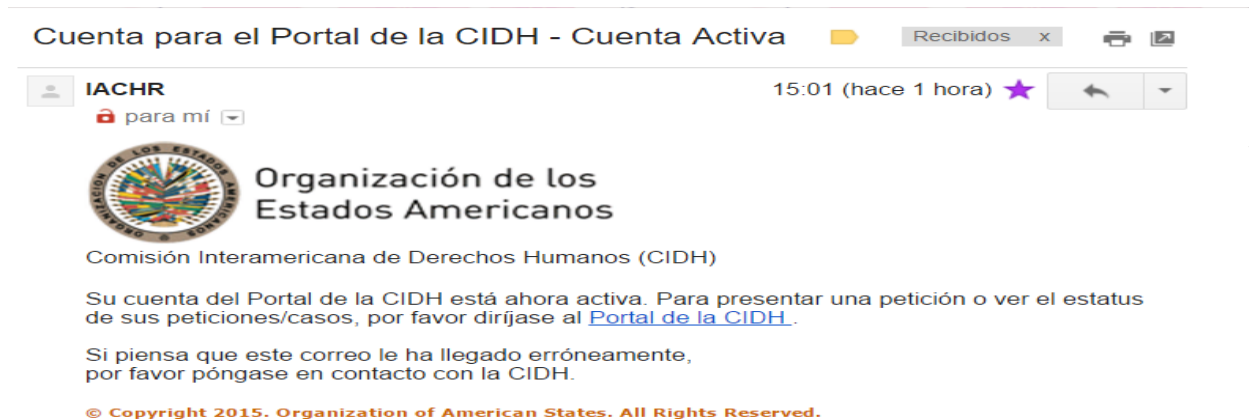 Cuenta para el Portal de la CIDH - Cuenta Activa Recibidos x
IACHR 15:01 (hace 1 hora)
para mí
Organización de los
Estados Americanos
Comisión Interamericana de Derechos Humanos (CIDH)
Su cuenta del Portal de la CIDH está ahora activa. Para presentar una petición o ver el estatus
de sus peticiones/casos, por favor diríjase al Portal de la CIDH .
Si piensa que este correo le ha llegado erróneamente,
por favor póngase en contacto con la CIDH.
© Copyright 2015. Organization of American States. All Rights Reserved.